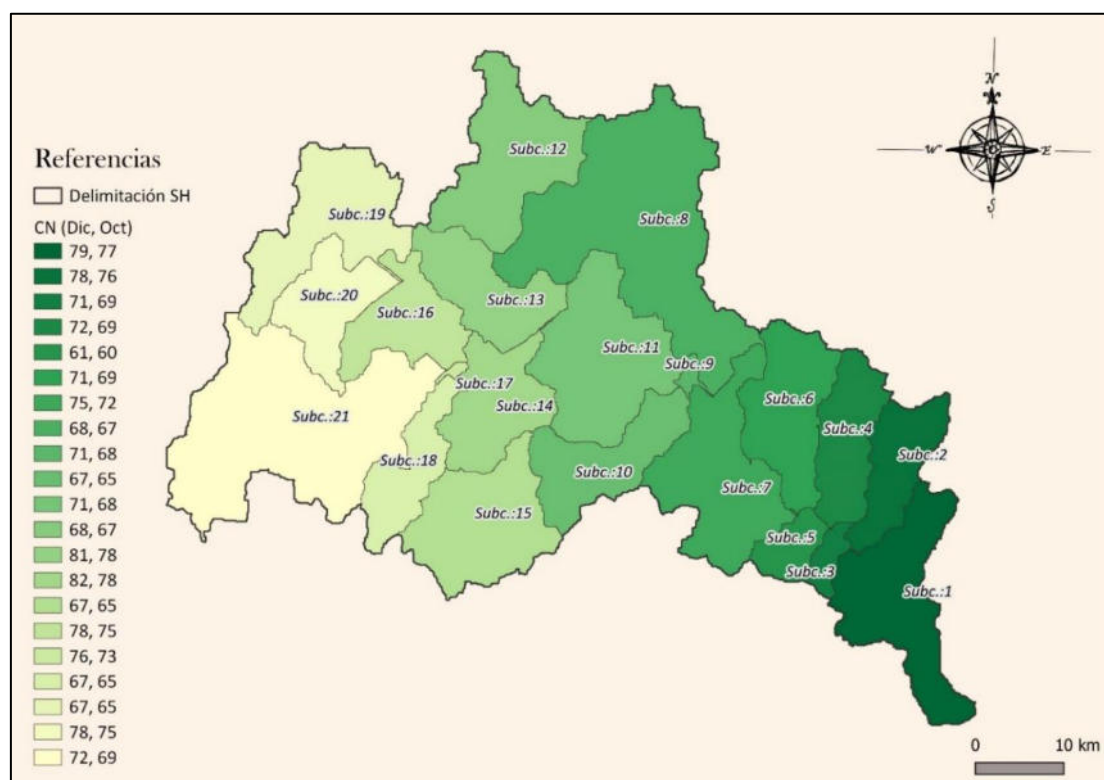 Referencias
Delimitación SH
CN (Dic, Oct)
79, 77
78, 76
71, 69
72, 69
61, 60
71, 69
75, 72
68, 67
71, 68
67, 65
71, 68
68, 67
81, 78
82, 78
67, 65
78, 75
76, 73
67, 65
67, 65
78, 75
72, 69
Subc.:12
Subc.:19
Subc.:8
Subc.:20
Subc.:16
Subc.:13
Subc.:11
Subc.:9
Subc.:17
Subc.:14
Subc.:21
Subc.:6
Subc.:4
Subc.:2
Subc.:18
Subc.:10
Subc.:7
Subc.:15
Subc.:5
Subc.:3
Subc.:1
N
W
E
S
0 10 km